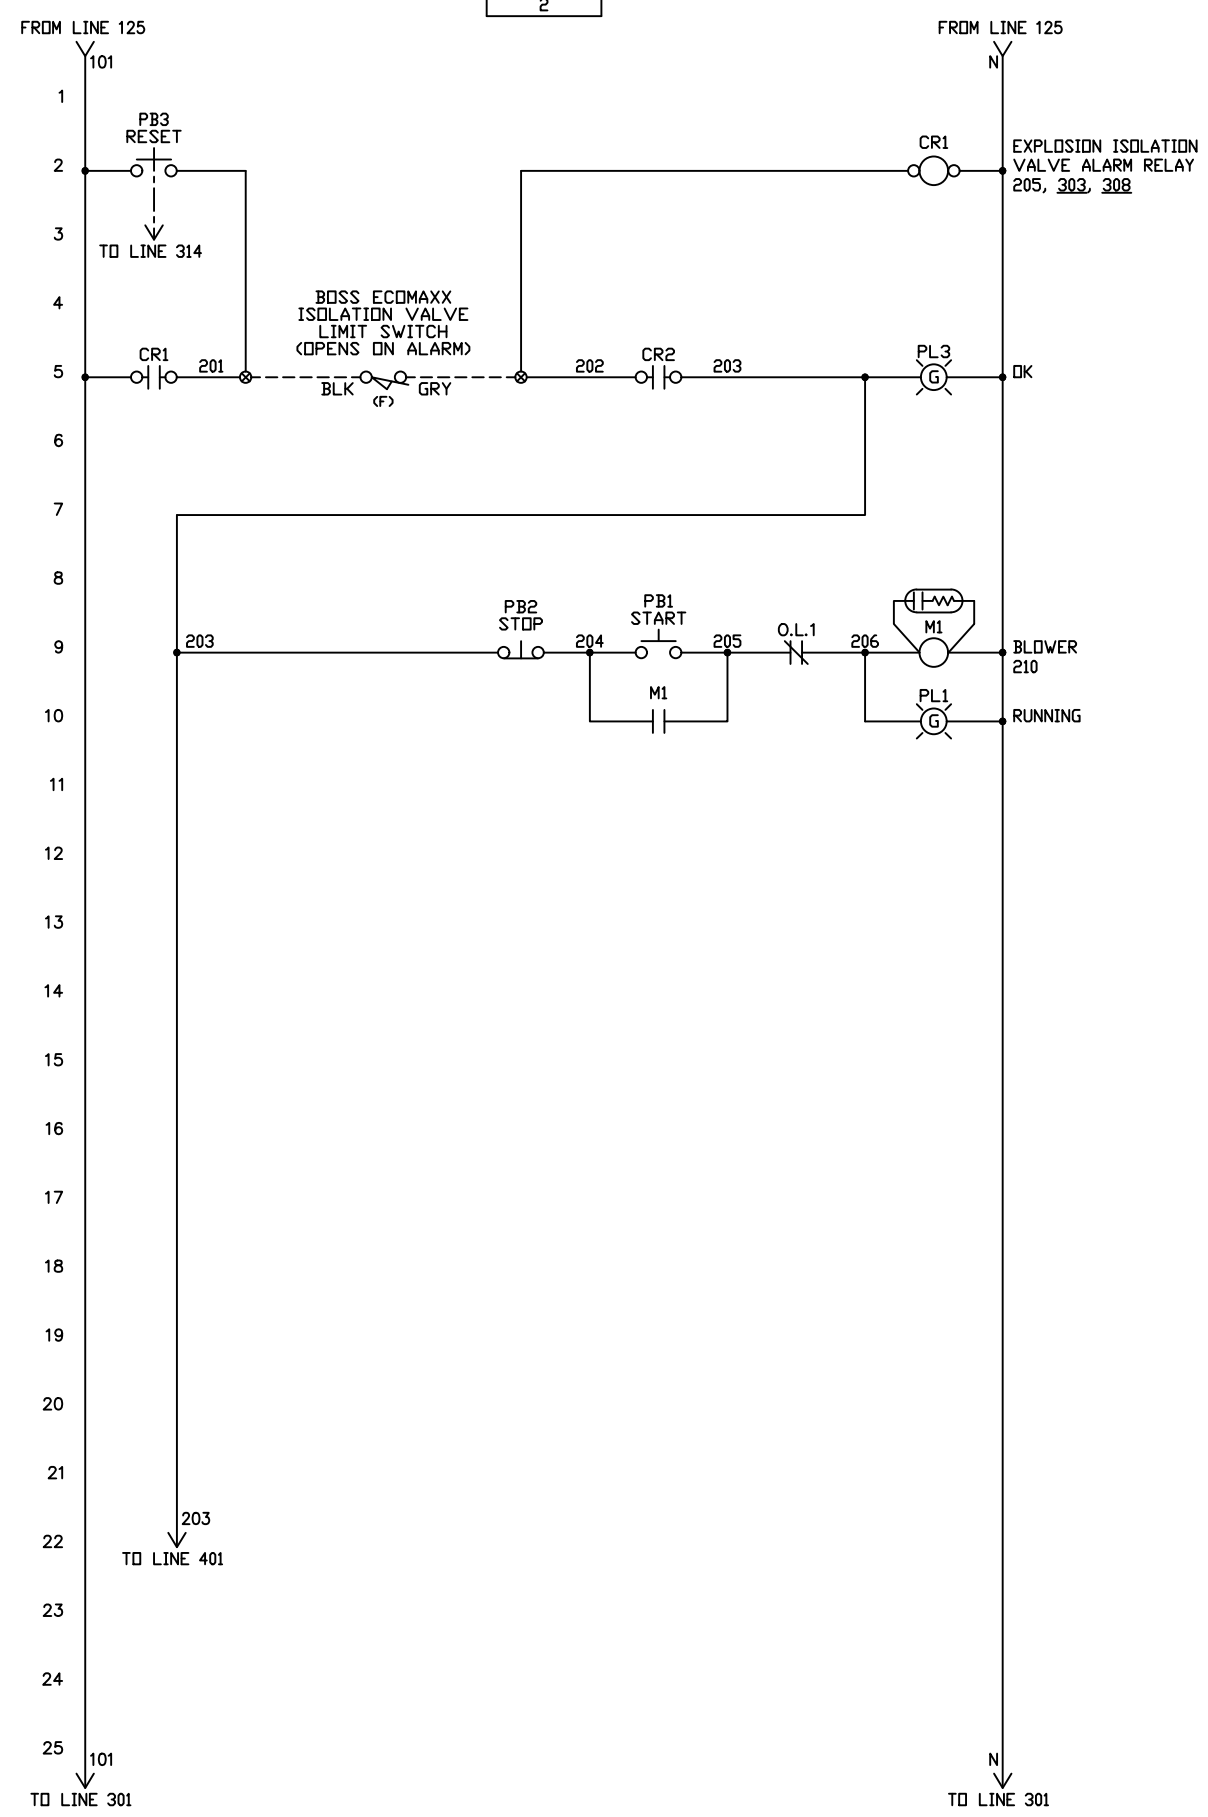 2
FROM LINE 125
FROM LINE 125
101
N
1
PB3
RESET
CR1
EXPLOSION ISOLATION
VALVE ALARM RELAY
205, 303, 308
2
3
TO LINE 314
4
BOSS ECOMAXX
ISOLATION VALVE
LIMIT SWITCH
(OPENS ON ALARM)
5
CR1
201
BLK
(F)
GRY
202
CR2
203
PL3
G
OK
6
7
8
9
203
PB2
STOP
204
PB1
START
205
O.L.1
206
M1
BLOWER
210
10
M1
PL1
G
RUNNING
11
12
13
14
15
16
17
18
19
20
21
203
22
TO LINE 401
23
24
25
101
N
TO LINE 301
TO LINE 301